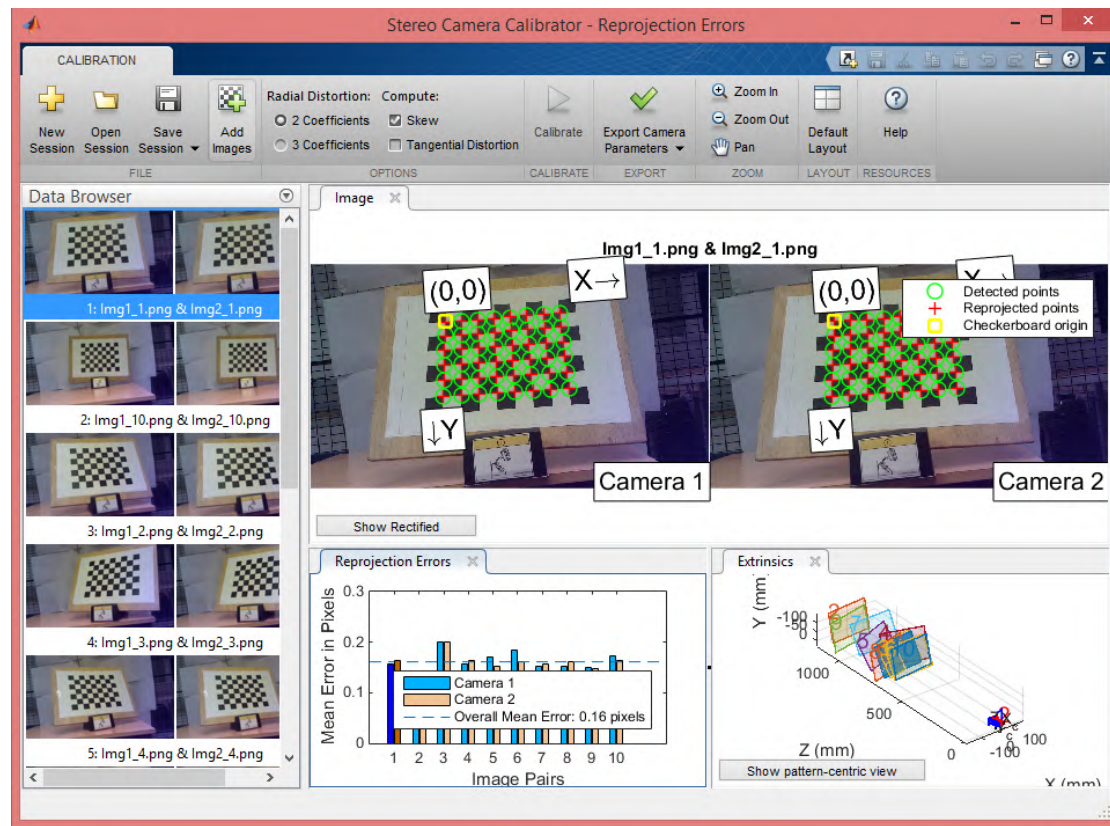 Stereo Camera Calibrator - Reprojection Errors
CALIBRATION
New Session
Open Session
Save Session
Add Images
FILE
Radial Distortion:
2 Coefficients
3 Coefficients
Compute:
Skew
Tangential Distortion
OPTIONS
Calibrate
CALIBRATE
Export Camera Parameters
EXPORT
Zoom In
Zoom Out
Pan
ZOOM
Default Layout
LAYOUT
Help
RESOURCES
Data Browser
1: Img1_1.png & Img2_1.png
2: Img1_10.png & Img2_10.png
3: Img1_2.png & Img2_2.png
4: Img1_3.png & Img2_3.png
5: Img1_4.png & Img2_4.png
Image
Img1_1.png & Img2_1.png
(0,0)
X→
↓Y
Camera 1
(0,0)
X→
Detected points
Reprojected points
Checkerboard origin
↓Y
Camera 2
Show Rectified
Reprojection Errors
Mean Error in Pixels
0.3
0.2
0.1
0
Camera 1
Camera 2
Overall Mean Error: 0.16 pixels
1 2 3 4 5 6 7 8 9 10
Image Pairs
Extrinsics
Y (mm
-100
-50
0
1000
500
0
Z (mm)
-100
100
X (mm)
Show pattern-centric view